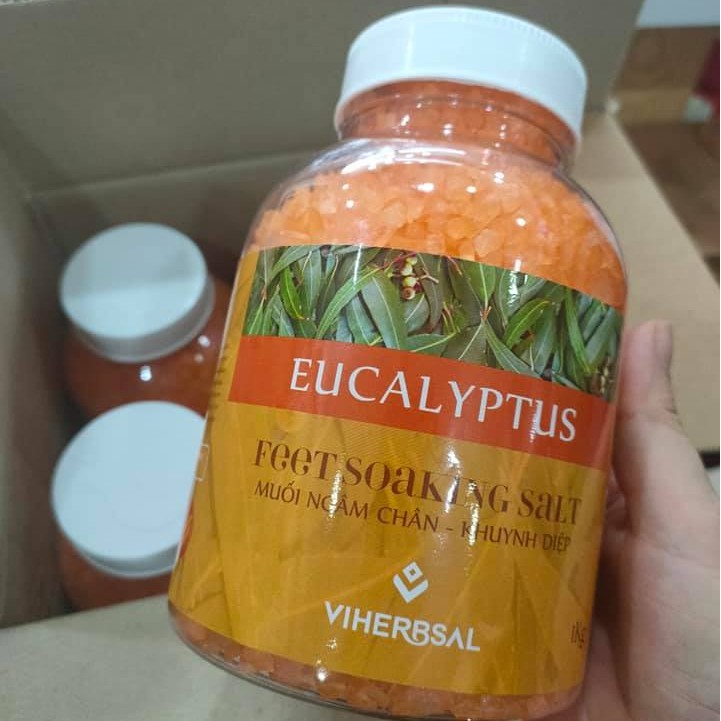 EUCALYPTUS
Feet Soaking Salt
MUỐI NGÂM CHÂN - KHUYNH DIỆP
VIHERBSAL
1Kg